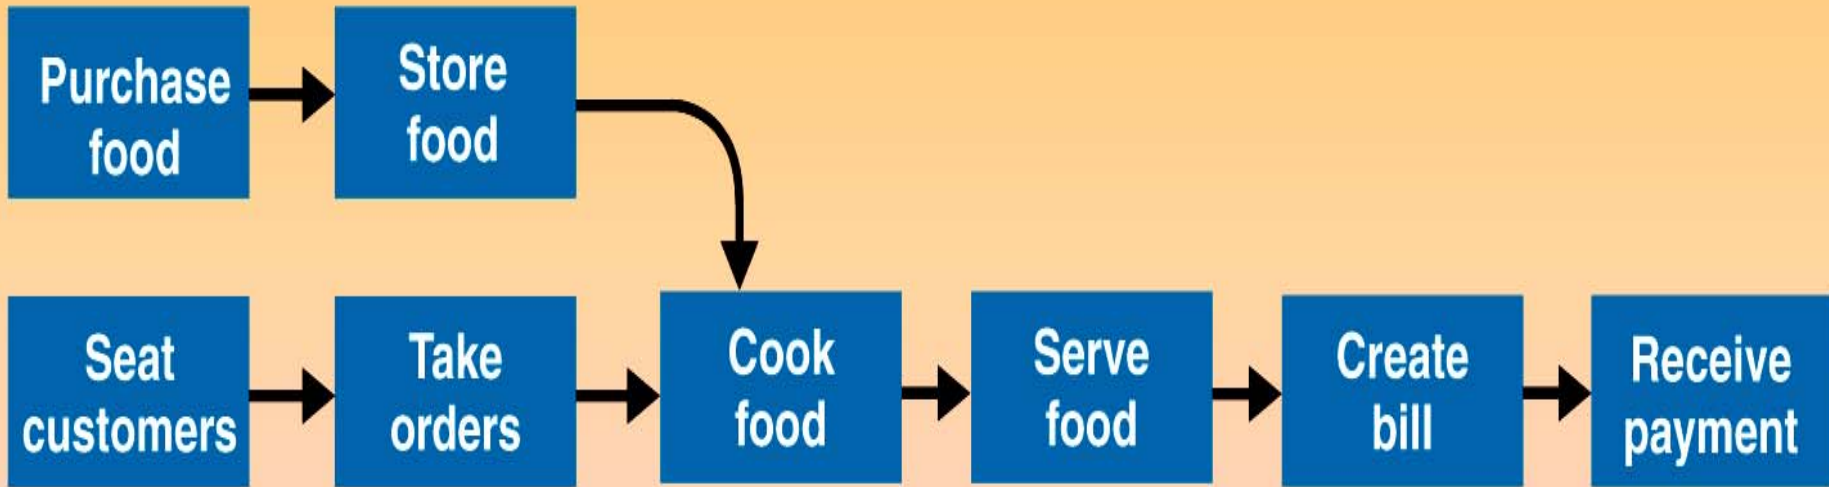 Purchase
food
Store
food
Seat
customers
Take
orders
Cook
food
Serve
food
Create
bill
Receive
payment